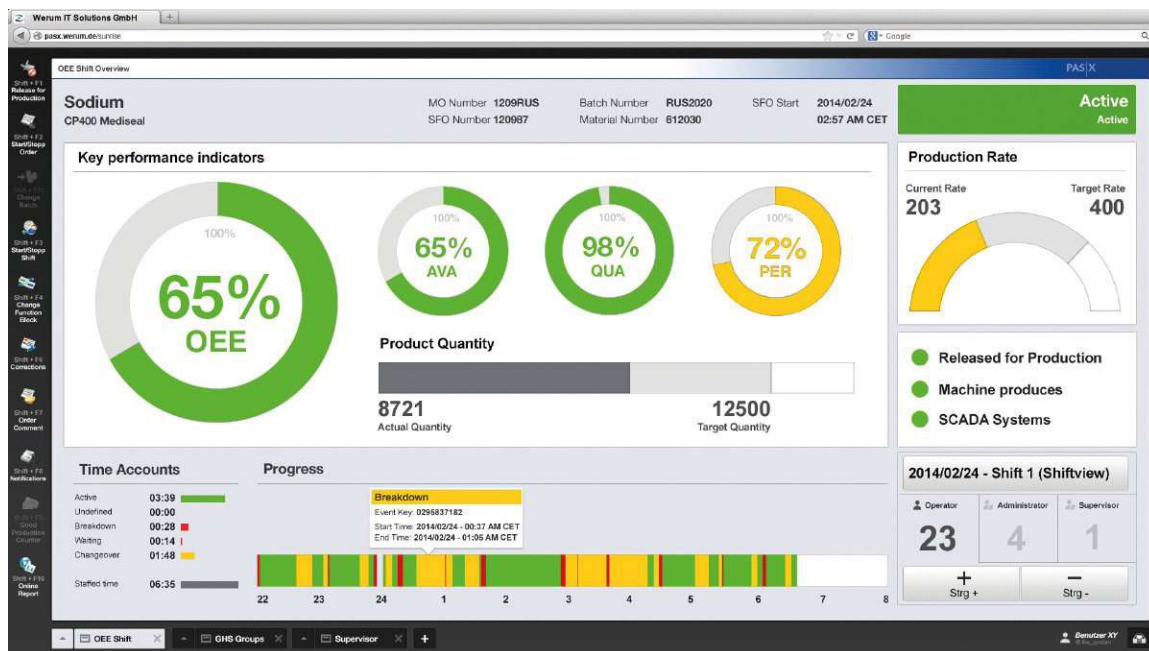 Werum IT Solutions GmbH
pasx.werum.de/sunrise
Google
OEE Shift Overview
PAS|X
Shift + F1
Release for
Production
Shift + F2
Start/Stopp
Order
Change
Batch
Shift + F3
Start/Stopp
Shift
Shift + F4
Change
Function
Block
Shift + F6
Corrections
Shift + F7
Order
Comment
Shift + F8
Notifications
Good
Production
Counter
Shift + F10
Online
Report
Sodium
CP400 Mediseal
MO Number 1209RUS
SFO Number 120987
Batch Number RUS2020
Material Number 612030
SFO Start 2014/02/24
02:57 AM CET
Active
Active
Key performance indicators
100%
65%
OEE
100%
65%
AVA
100%
98%
QUA
100%
72%
PER
Product Quantity
8721
Actual Quantity
12500
Target Quantity
Production Rate
Current Rate
203
Target Rate
400
Released for Production
Machine produces
SCADA Systems
Time Accounts
Active 03:39
Undefined 00:00
Breakdown 00:28
Waiting 00:14
Changeover 01:48
Staffed time 06:35
Progress
Breakdown
Event Key: 0295837182
Start Time: 2014/02/24 - 00:37 AM CET
End Time: 2014/02/24 - 01:05 AM CET
22 23 24 1 2 3 4 5 6 7 8
2014/02/24 - Shift 1 (Shiftview)
Operator
23
Administrator
4
Supervisor
1
+
Strg +
−
Strg -
OEE Shift
GHS Groups
Supervisor
+
Benutzer XY